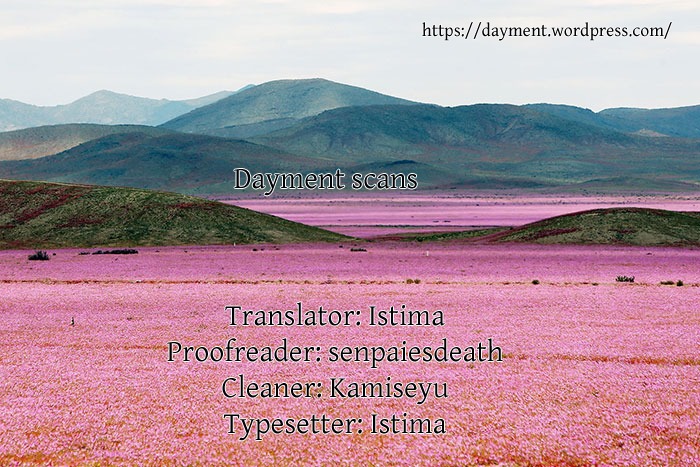 https://dayment.wordpress.com/
Dayment scans
Translator: Istima
Proofreader: senpaiesdeath
Cleaner: Kamiseyu
Typesetter: Istima